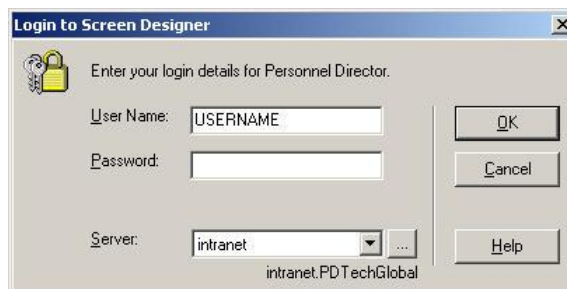 Login to Screen Designer
Enter your login details for Personnel Director.
User Name: USERNAME
OK
Password:
Cancel
Server: intranet ...
Help
intranet.PDTechGlobal